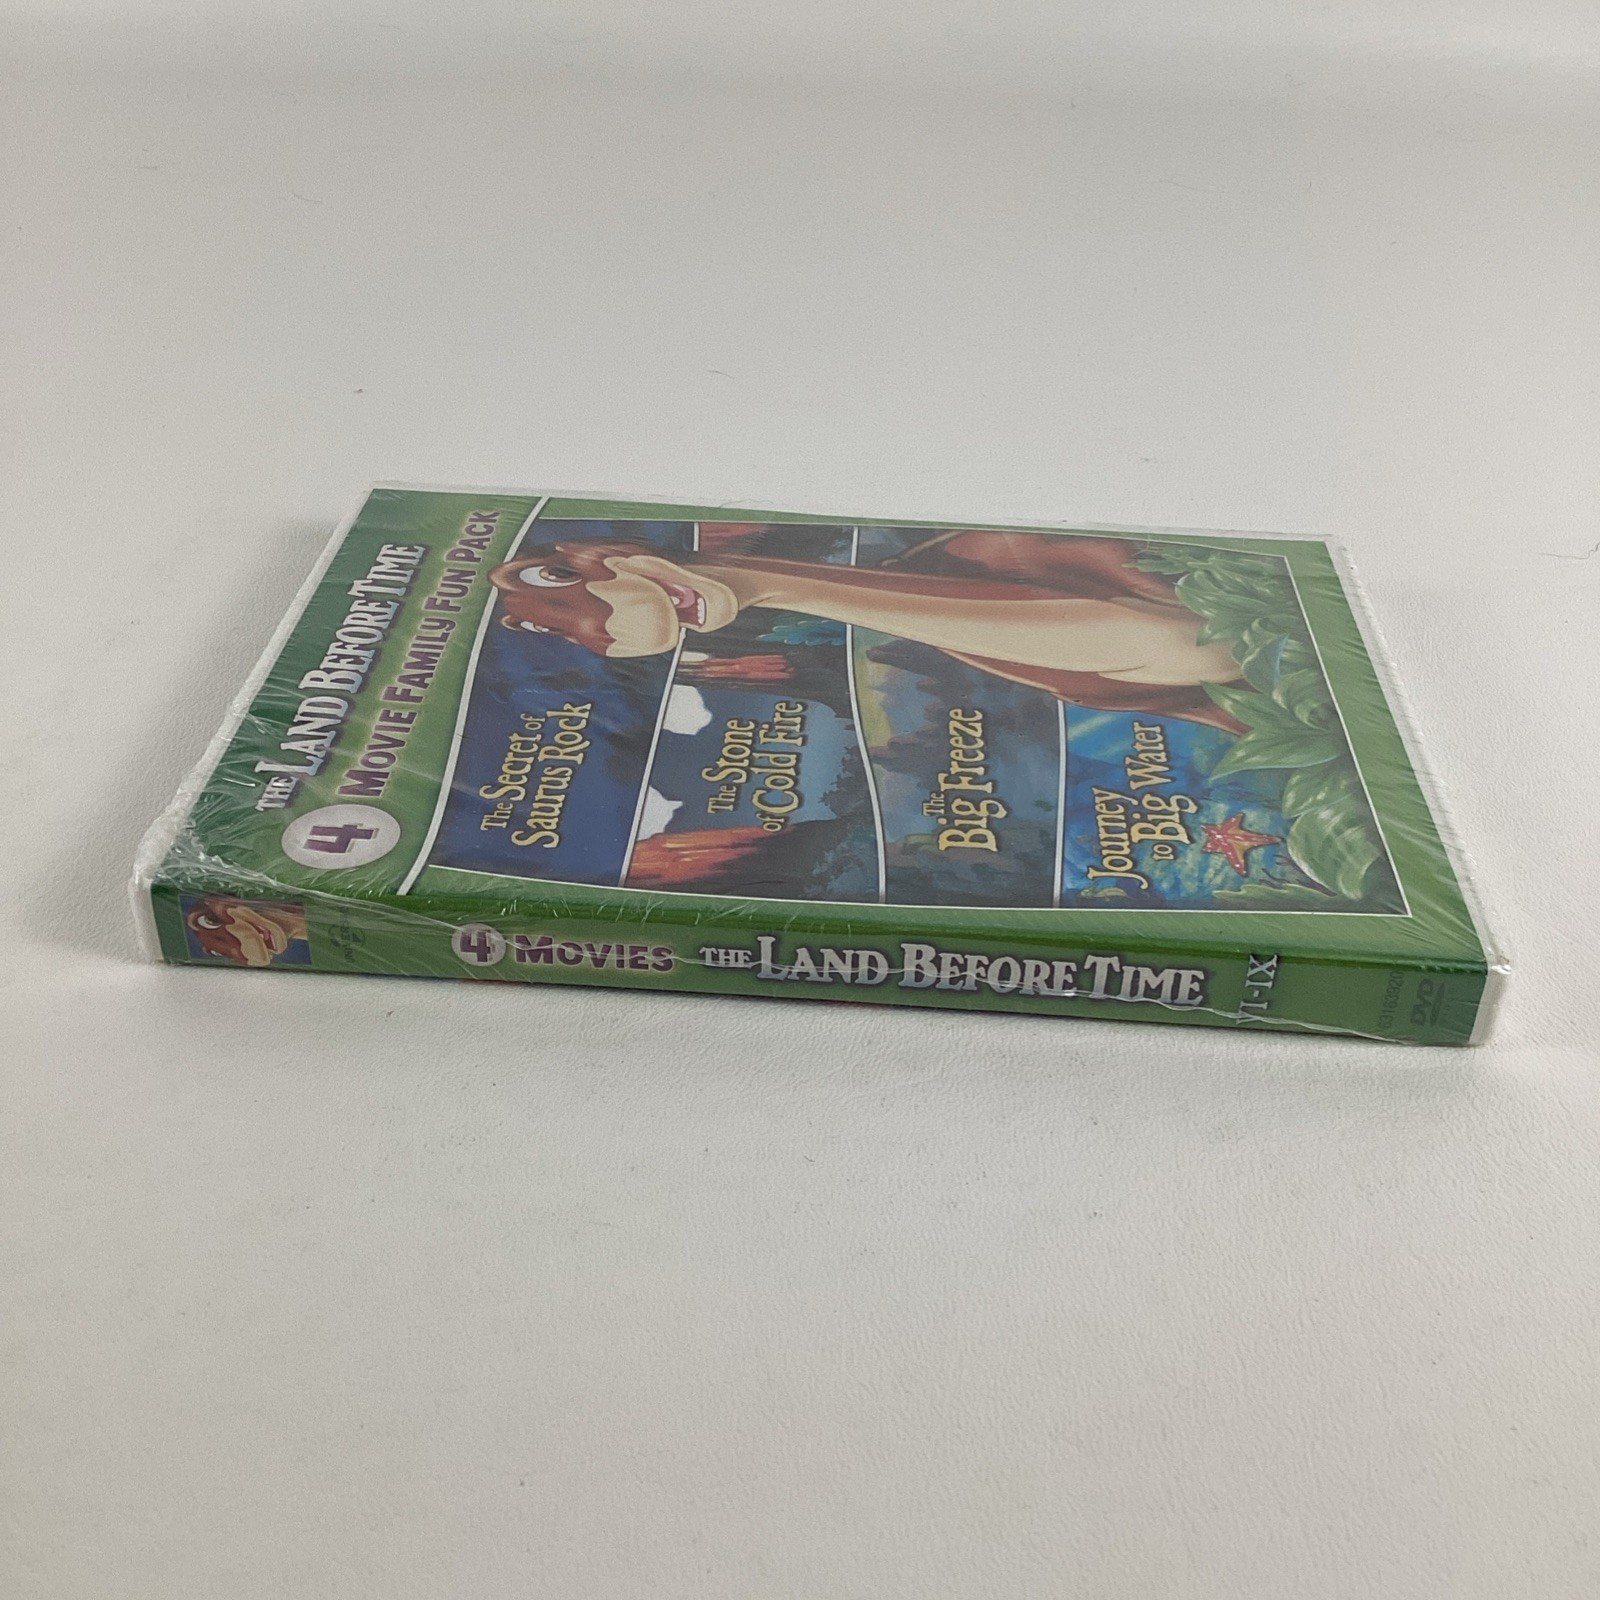 THE LAND BEFORE TIME
4 MOVIE FAMILY FUN PACK
The Secret of
Saurus Rock
The Stone
of Cold Fire
The
Big Freeze
Journey
to Big Water
4 MOVIES THE LAND BEFORE TIME VI-IX
DVD